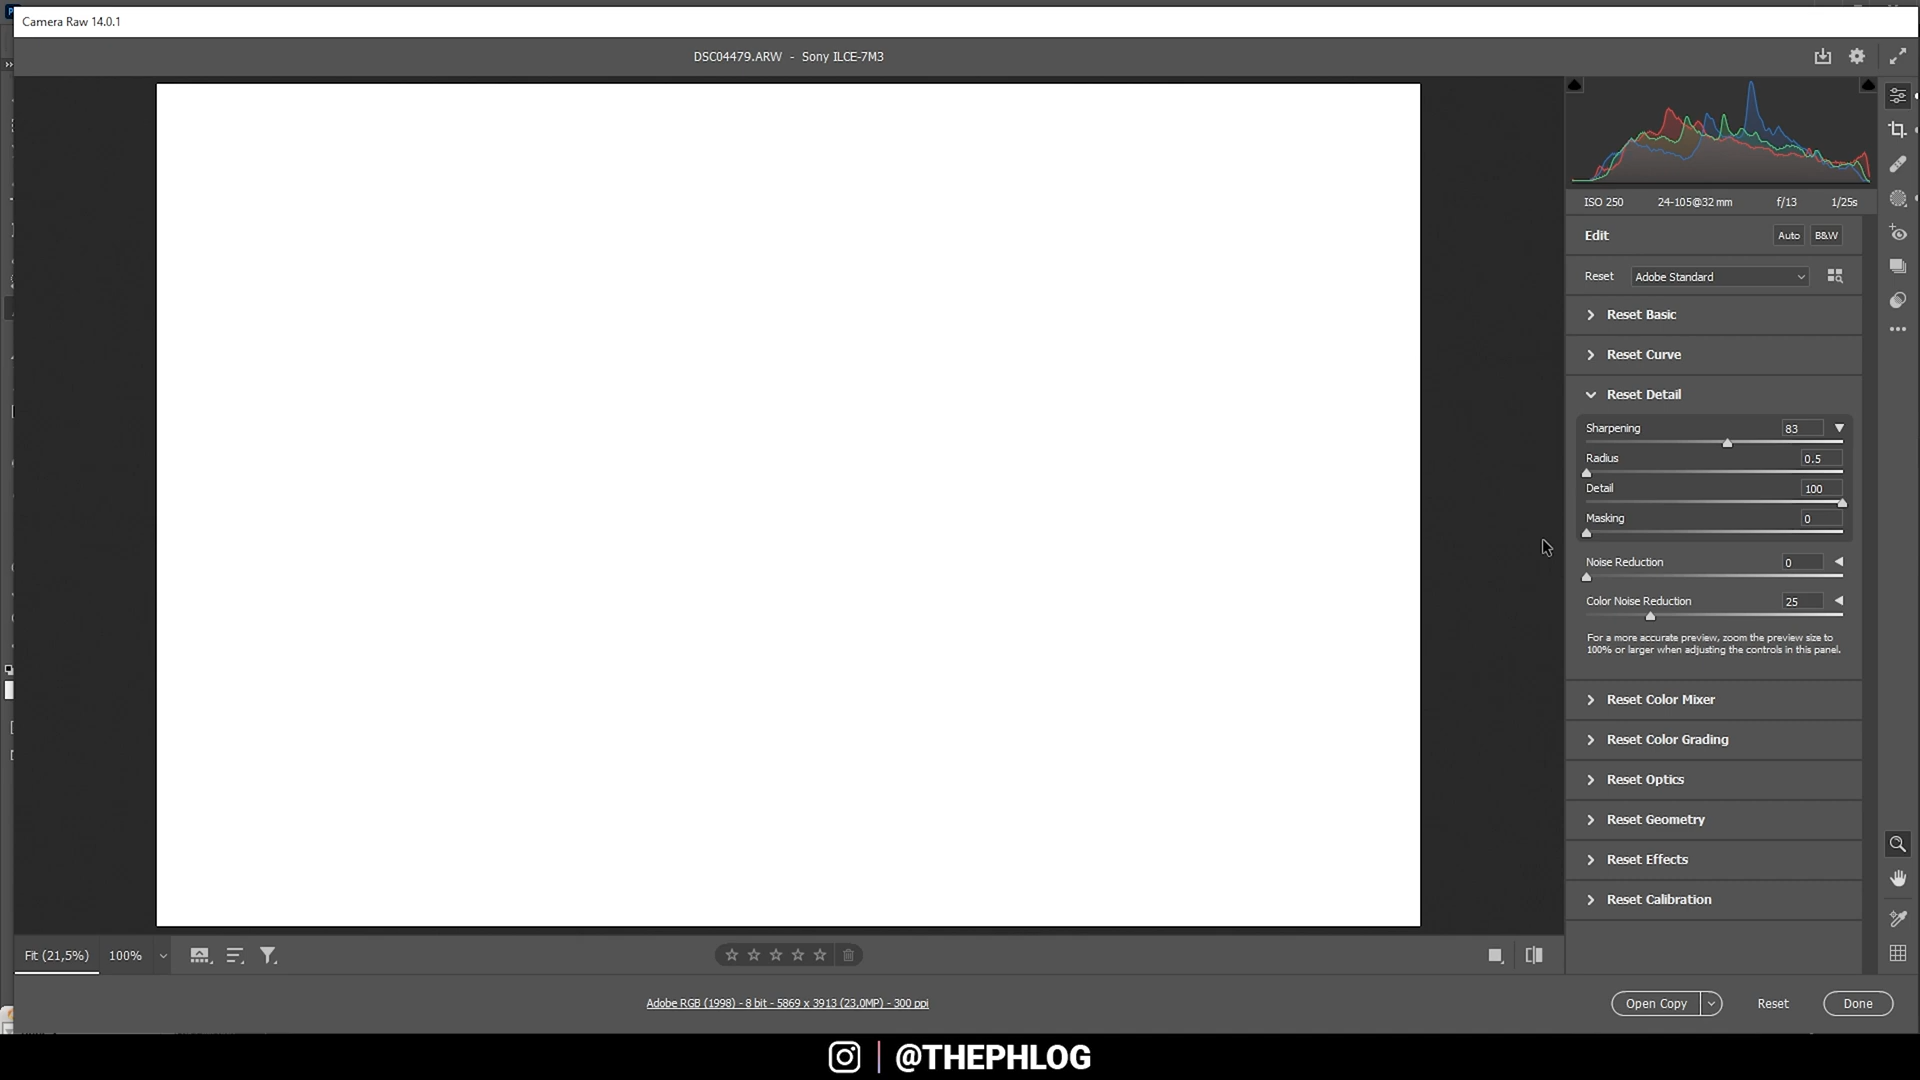 Camera Raw 14.0.1
DSC04479.ARW - Sony ILCE-7M3
ISO 250 24-105@32 mm f/13 1/25s
Edit Auto B&W
Reset Adobe Standard
Reset Basic
Reset Curve
Reset Detail
Sharpening 83
Radius 0.5
Detail 100
Masking 0
Noise Reduction 0
Color Noise Reduction 25
For a more accurate preview, zoom the preview size to
100% or larger when adjusting the controls in this panel.
Reset Color Mixer
Reset Color Grading
Reset Optics
Reset Geometry
Reset Effects
Reset Calibration
Fit (21,5%) 100%
Adobe RGB (1998) - 8 bit - 5869 x 3913 (23,0MP) - 300 ppi
Open Copy Reset Done
@THEPHLOG